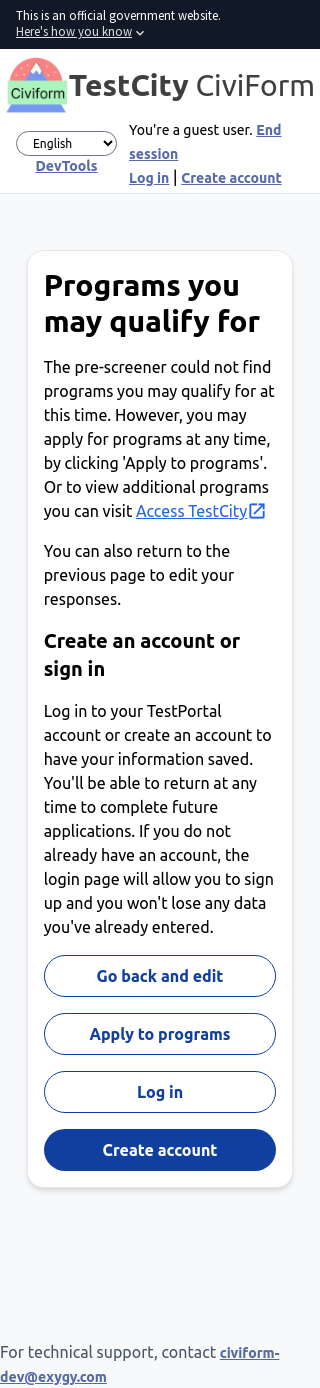 This is an official government website.
Here's how you know
Civiform
TestCity CiviForm
English
DevTools
You're a guest user. End
session
Log in | Create account
Programs you
may qualify for
The pre-screener could not find
programs you may qualify for at
this time. However, you may
apply for programs at any time,
by clicking 'Apply to programs'.
Or to view additional programs
you can visit Access TestCity
You can also return to the
previous page to edit your
responses.
Create an account or
sign in
Log in to your TestPortal
account or create an account to
have your information saved.
You'll be able to return at any
time to complete future
applications. If you do not
already have an account, the
login page will allow you to sign
up and you won't lose any data
you've already entered.
Go back and edit
Apply to programs
Log in
Create account
For technical support, contact civiform-
dev@exygy.com